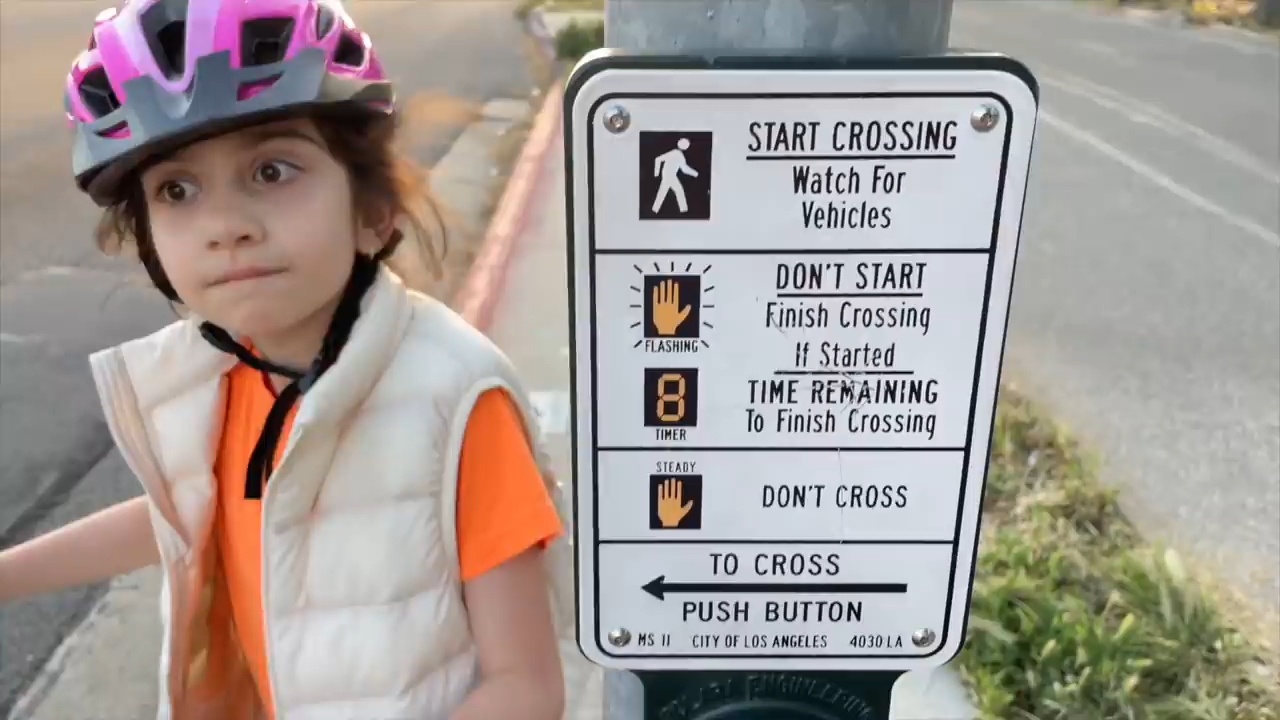 START CROSSING
Watch For
Vehicles
DON'T START
Finish Crossing
If Started
FLASHING
8
TIME REMAINING
To Finish Crossing
TIMER
STEADY
DON'T CROSS
TO CROSS
PUSH BUTTON
MS 11 CITY OF LOS ANGELES 4030 LA
ENGINEERING